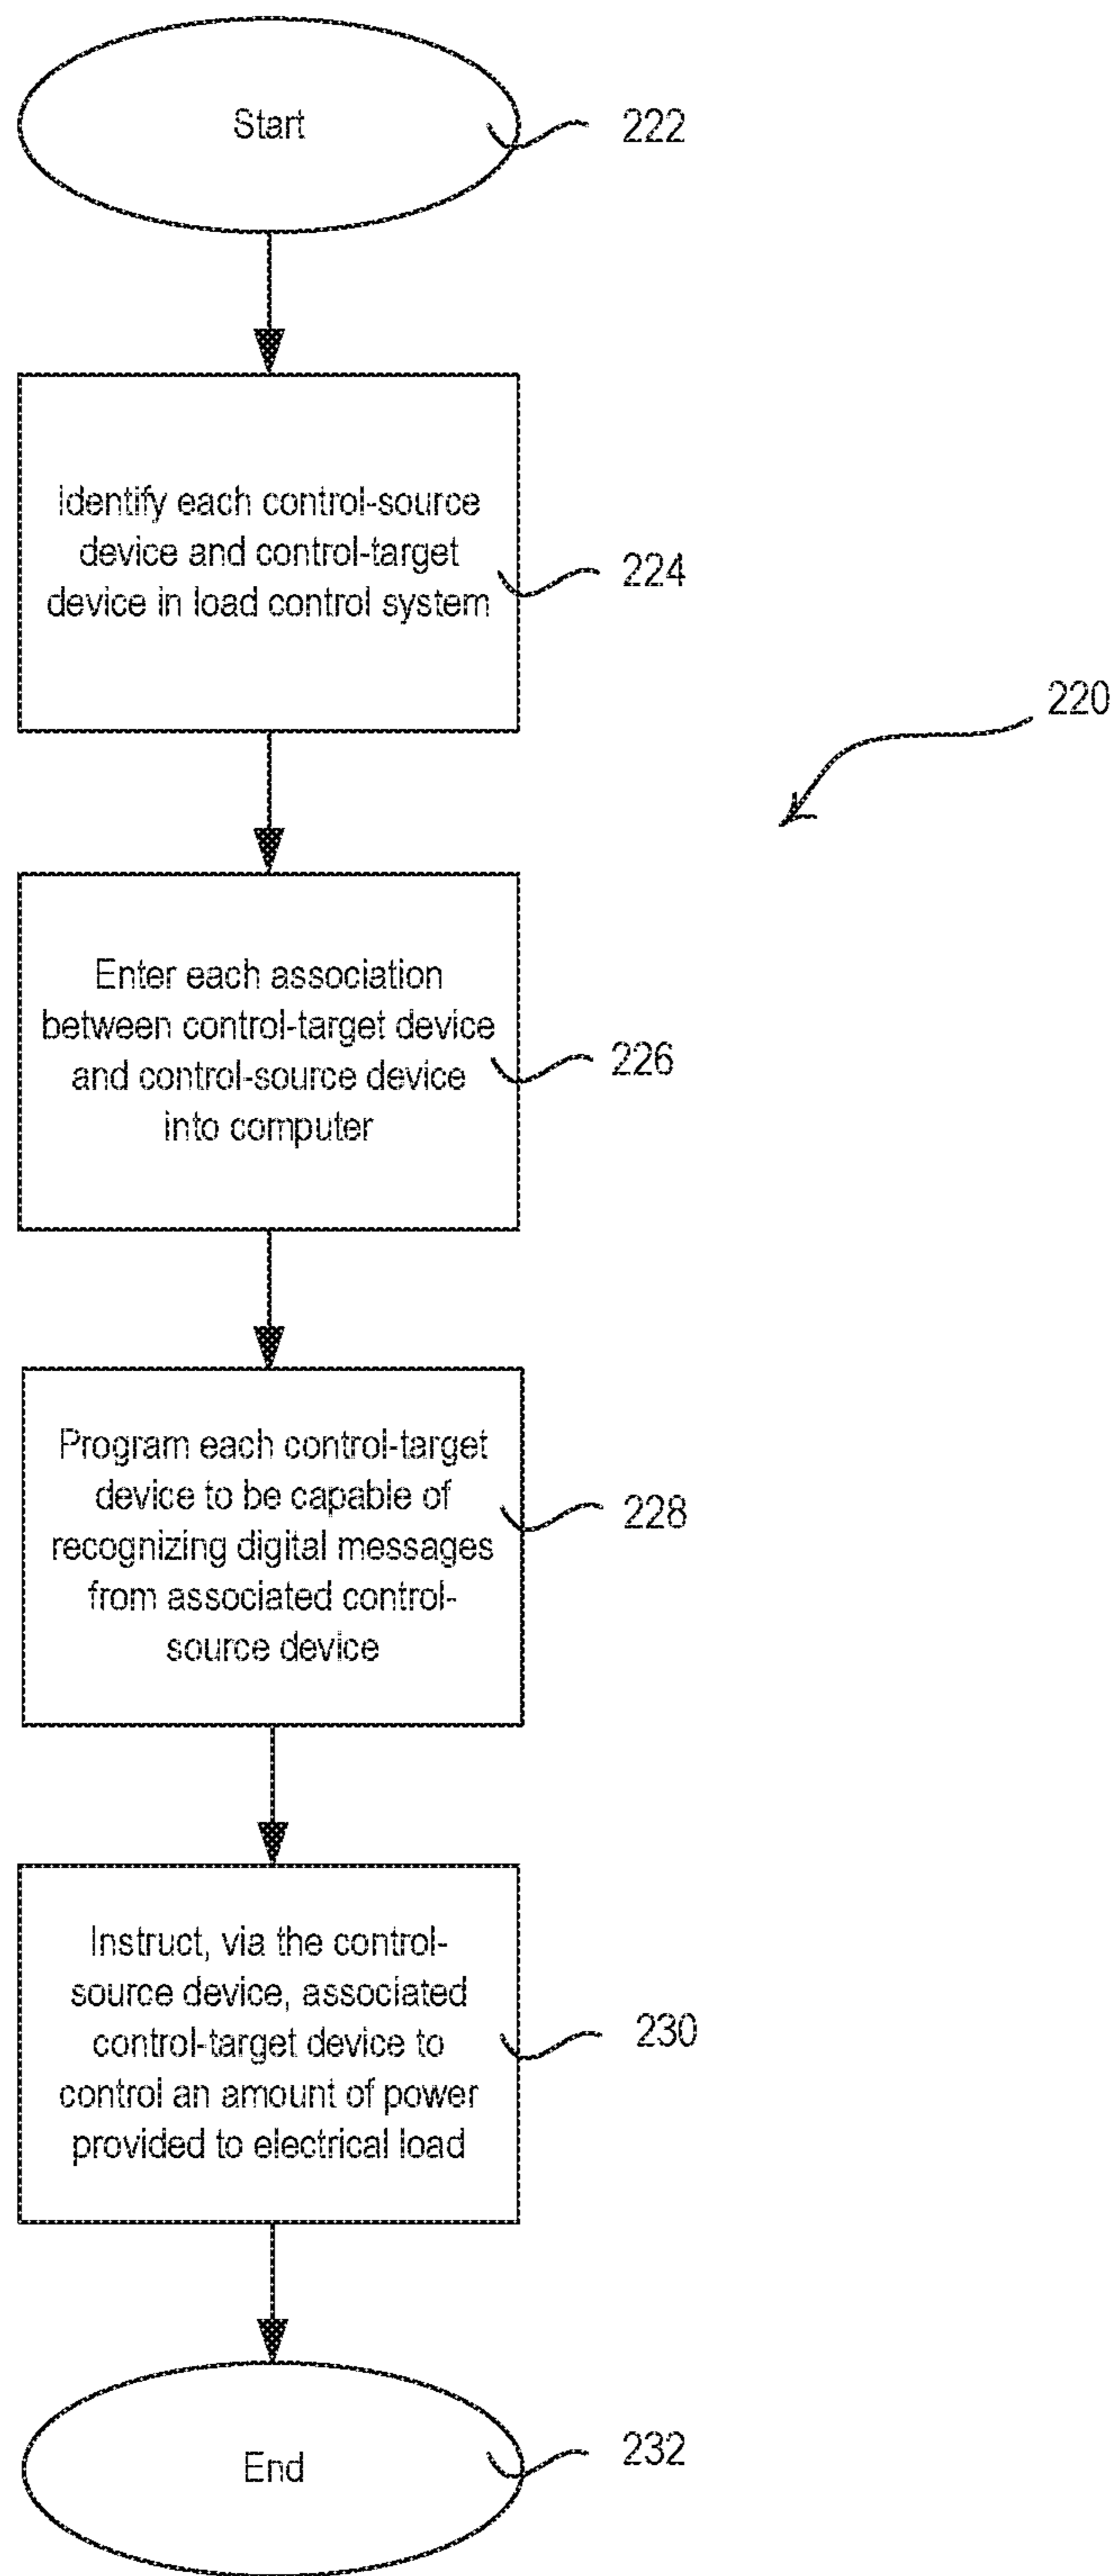 Start
222
Identify each control-source
device and control-target
device in load control system
224
220
Enter each association
between control-target device
and control-source device
into computer
226
Program each control-target
device to be capable of
recognizing digital messages
from associated control-
source device
228
Instruct, via the control-
source device, associated
control-target device to
control an amount of power
provided to electrical load
230
End
232